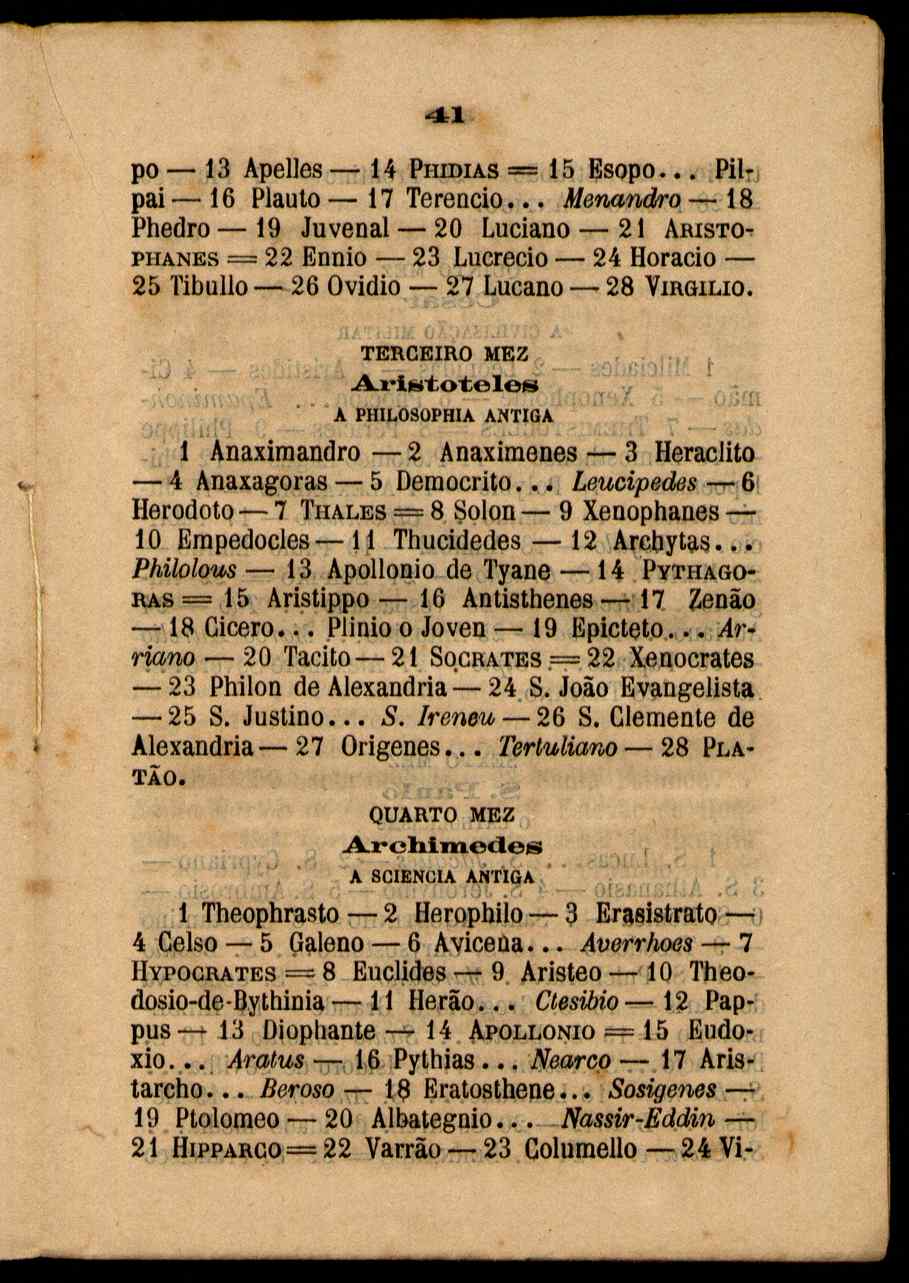 41
po — 13 Apelles — 14 PHIDIAS = 15 Esopo... Pil-
pai — 16 Plauto — 17 Terencio... Menandro — 18
Phedro — 19 Juvenal — 20 Luciano — 21 ARISTO-
PHANES = 22 Ennio — 23 Lucrecio — 24 Horacio —
25 Tibullo — 26 Ovidio — 27 Lucano — 28 VIRGILIO.
TERCEIRO MEZ
Aristoteles
A PHILOSOPHIA ANTIGA
1 Anaximandro — 2 Anaximenes — 3 Heraclito
— 4 Anaxagoras — 5 Democrito... Leucipedes — 6
Herodoto — 7 THALES = 8 Solon — 9 Xenophanes —
10 Empedocles — 11 Thucidedes — 12 Archytas...
Philolous — 13 Apollonio de Tyane — 14 PYTHAGO-
RAS = 15 Aristippo — 16 Antisthenes — 17 Zenão
— 18 Cicero... Plinio o Joven — 19 Epicteto... Ar-
riano — 20 Tacito — 21 SOCRATES = 22 Xenocrates
— 23 Philon de Alexandria — 24 S. João Evangelista
— 25 S. Justino... S. Ireneu — 26 S. Clemente de
Alexandria — 27 Origenes... Tertuliano — 28 PLA-
TÃO.
QUARTO MEZ
Archimedes
A SCIENCIA ANTIGA
1 Theophrasto — 2 Herophilo — 3 Erasistrato —
4 Celso — 5 Galeno — 6 Avicena... Averrhoes — 7
HYPOCRATES = 8 Euclides — 9 Aristeo — 10 Theo-
dosio-de-Bythinia — 11 Herão... Ctesibio — 12 Pap-
pus — 13 Diophante — 14 APOLLONIO = 15 Eudo-
xio... Aratus — 16 Pythias... Nearco — 17 Aris-
tarcho... Beroso — 18 Eratosthene... Sosigenes —
19 Ptolomeo — 20 Albategnio... Nassir-Eddin —
21 HIPPARCO = 22 Varrão — 23 Columello — 24 Vi-